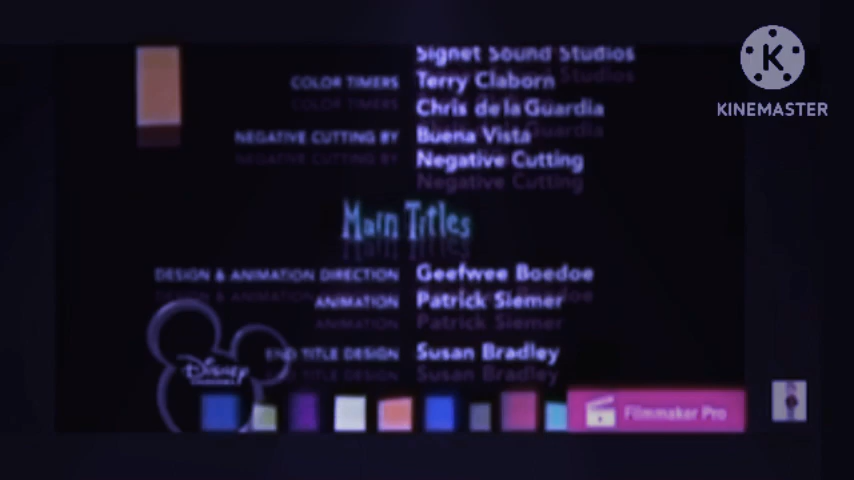 Signet Sound Studios
COLOR TIMERS Terry Claborn
Chris de la Guardia
NEGATIVE CUTTING BY Buena Vista
Negative Cutting
Main Titles
DESIGN & ANIMATION DIRECTION Geefwee Boedoe
ANIMATION Patrick Siemer
END TITLE DESIGN Susan Bradley
Disney
Filmmaker Pro
K
KINEMASTER